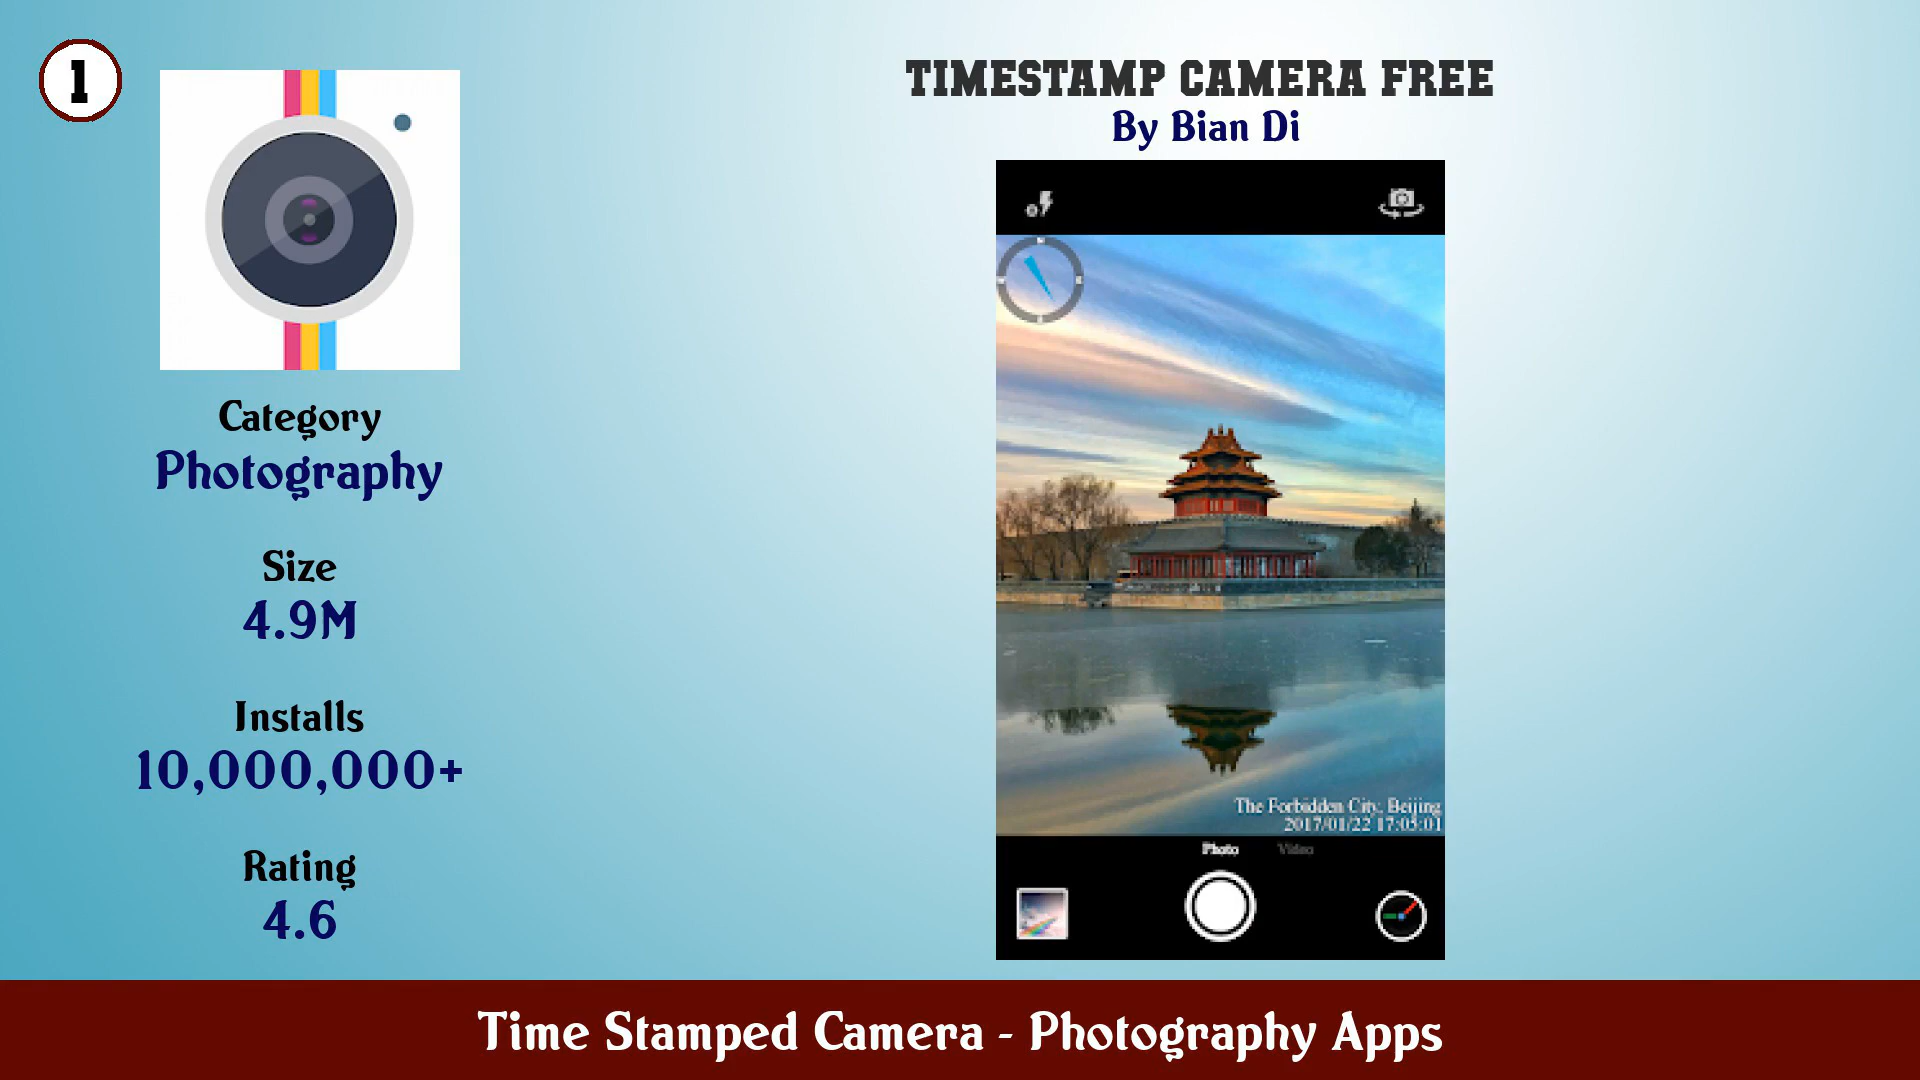 1
TIMESTAMP CAMERA FREE
By Bian Di
Category
Photography
Size
4.9M
Installs
10,000,000+
Rating
4.6
The Forbidden City, Beijing
2017/01/22 17:05:01
Photo
Video
Time Stamped Camera - Photography Apps